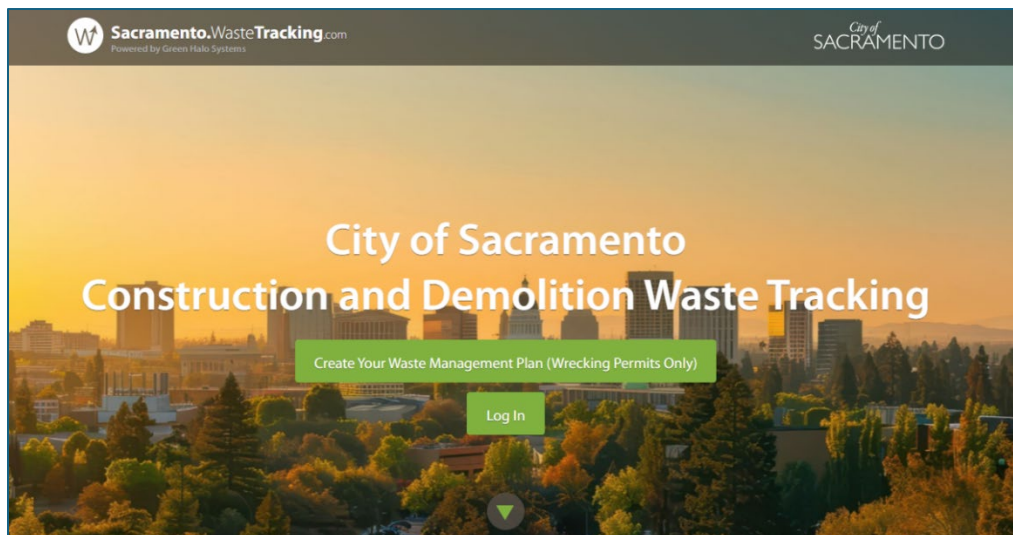 Sacramento.WasteTracking.com
Powered by Green Halo Systems
City of
SACRAMENTO
City of Sacramento
Construction and Demolition Waste Tracking
Create Your Waste Management Plan (Wrecking Permits Only)
Log In